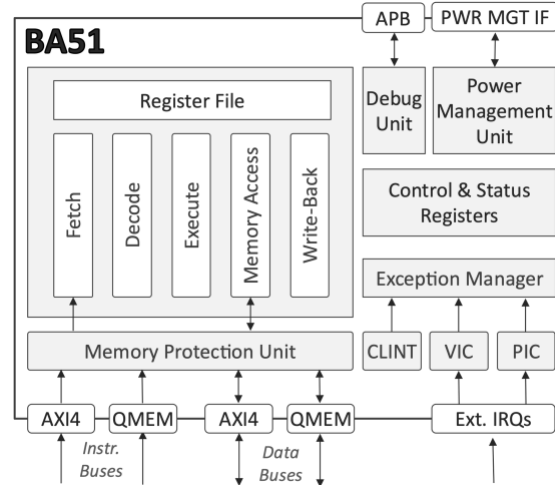 BA51
APB
PWR MGT IF
Register File
Fetch
Decode
Execute
Memory Access
Write-Back
Debug
Unit
Power
Management
Unit
Control & Status
Registers
Exception Manager
Memory Protection Unit
CLINT
VIC
PIC
AXI4
QMEM
AXI4
QMEM
Ext. IRQs
Instr.
Buses
Data
Buses